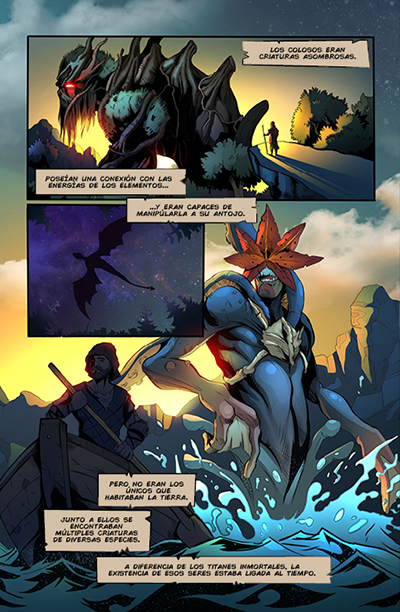 LOS COLOSOS ERAN
CRIATURAS ASOMBROSAS.
POSEÍAN UNA CONEXIÓN CON LAS
ENERGÍAS DE LOS ELEMENTOS...
...Y ERAN CAPACES DE
MANIPULARLA A SU ANTOJO.
PERO NO ERAN LOS
ÚNICOS QUE
HABITABAN LA TIERRA.
JUNTO A ELLOS SE
ENCONTRABAN
MÚLTIPLES CRIATURAS
DE DIVERSAS ESPECIES.
A DIFERENCIA DE LOS TITANES INMORTALES, LA
EXISTENCIA DE ESOS SERES ESTABA LIGADA AL TIEMPO.